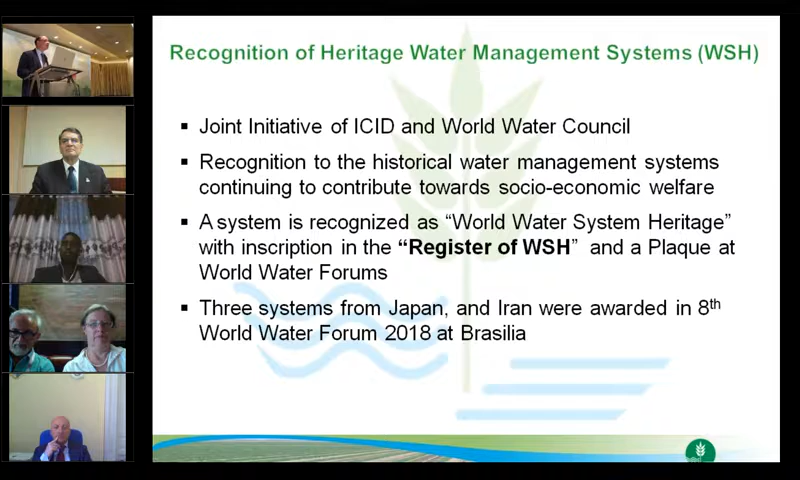 Recognition of Heritage Water Management Systems (WSH)
▪ Joint Initiative of ICID and World Water Council
▪ Recognition to the historical water management systems
continuing to contribute towards socio-economic welfare
▪ A system is recognized as “World Water System Heritage”
with inscription in the “Register of WSH” and a Plaque at
World Water Forums
▪ Three systems from Japan, and Iran were awarded in 8th
World Water Forum 2018 at Brasilia